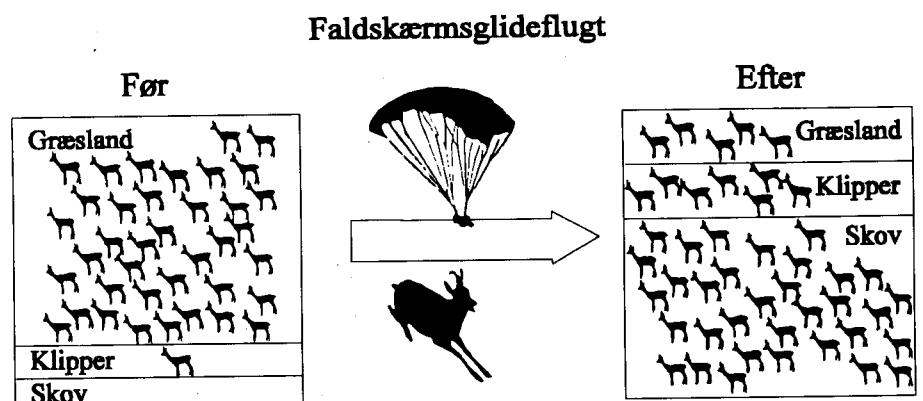 Faldskærmsglideflugt
Før
Efter
Græsland
Klipper
Skov
Græsland
Klipper
Skov